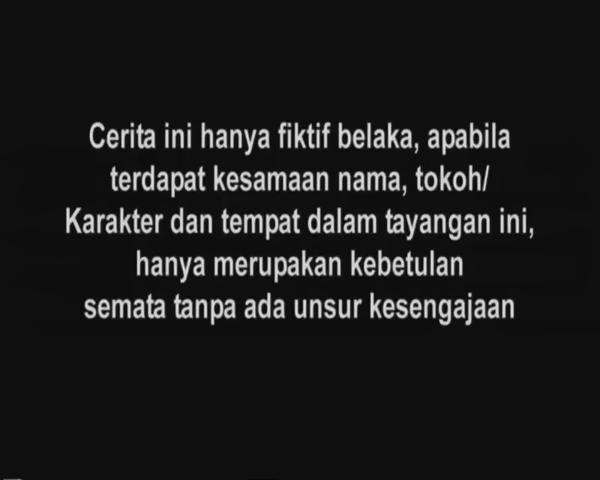 Cerita ini hanya fiktif belaka, apabila
terdapat kesamaan nama, tokoh/
Karakter dan tempat dalam tayangan ini,
hanya merupakan kebetulan
semata tanpa ada unsur kesengajaan